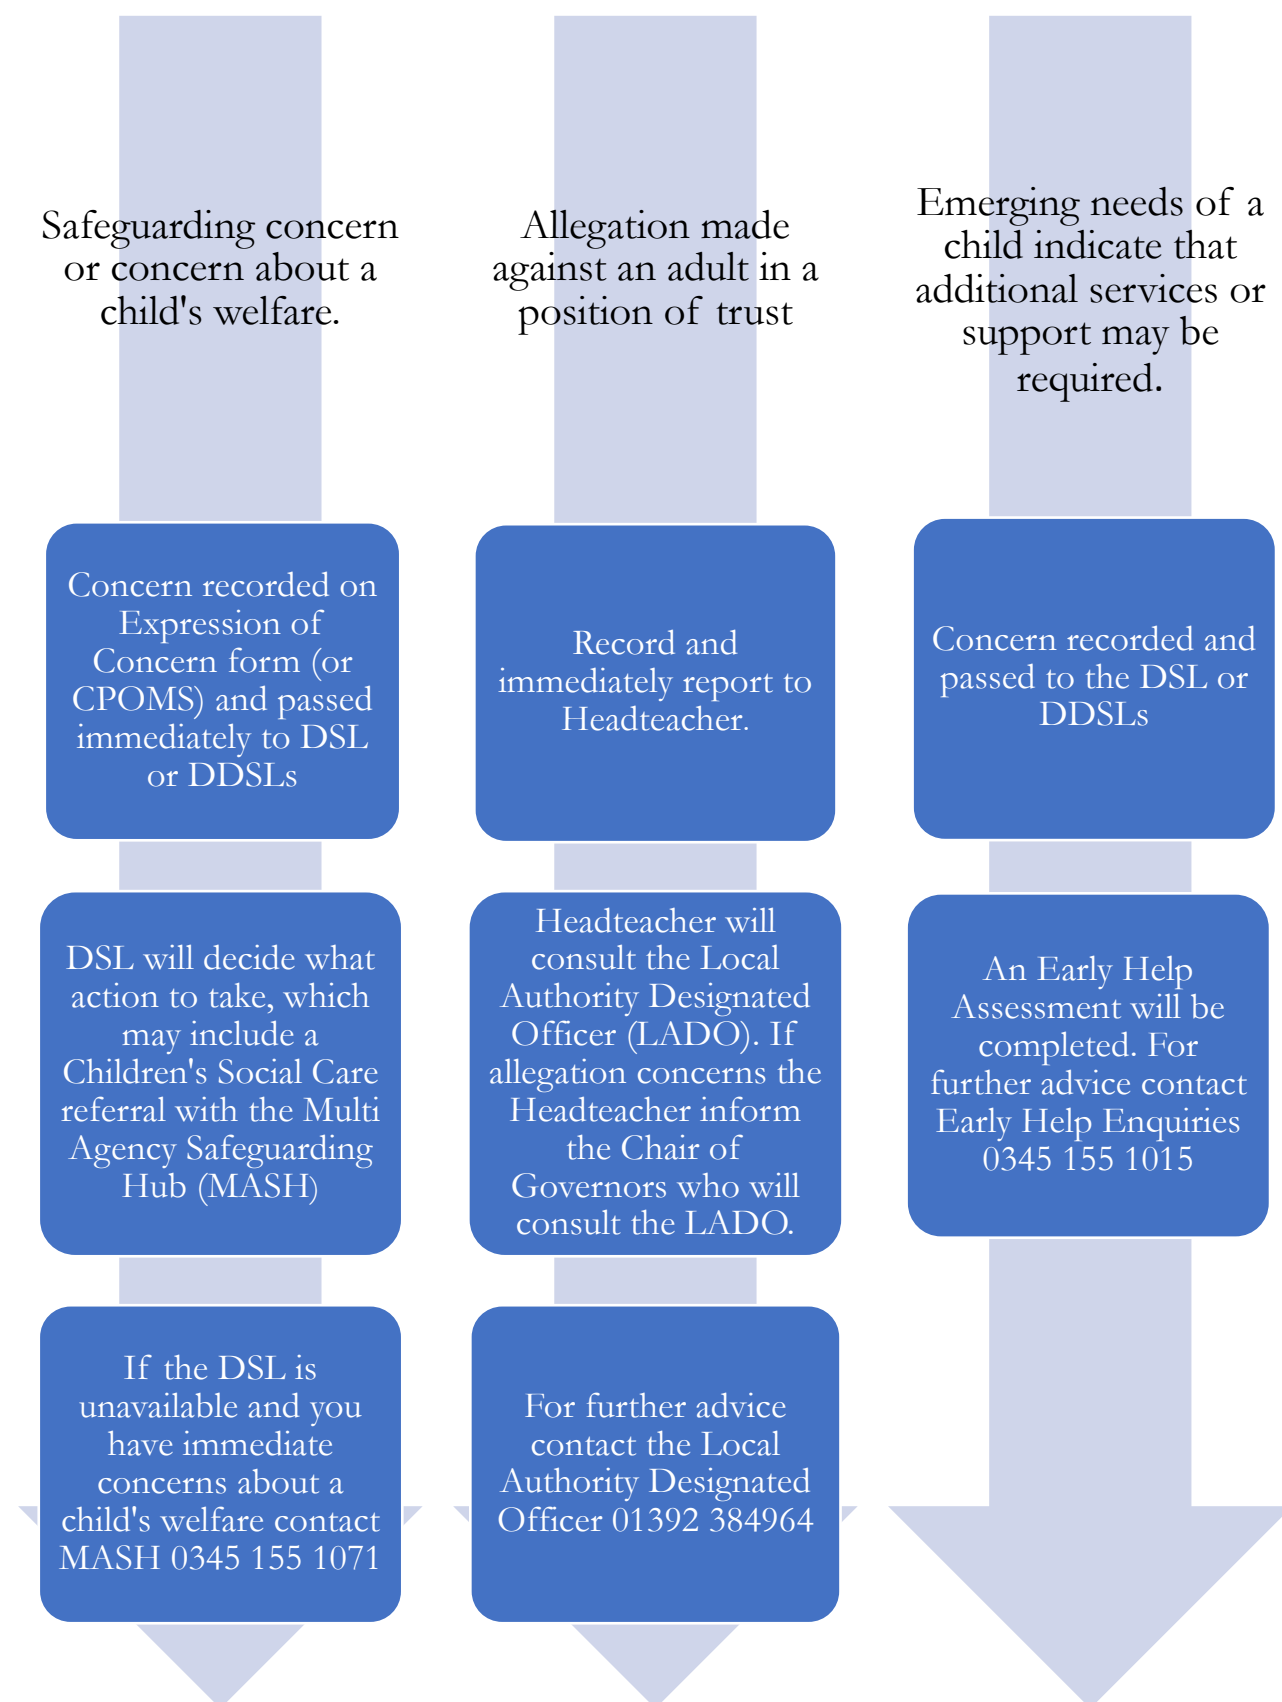 Safeguarding concern
or concern about a
child's welfare.
Concern recorded on
Expression of
Concern form (or
CPOMS) and passed
immediately to DSL
or DDSLs
DSL will decide what
action to take, which
may include a
Children's Social Care
referral with the Multi
Agency Safeguarding
Hub (MASH)
If the DSL is
unavailable and you
have immediate
concerns about a
child's welfare contact
MASH 0345 155 1071
Allegation made
against an adult in a
position of trust
Record and
immediately report to
Headteacher.
Headteacher will
consult the Local
Authority Designated
Officer (LADO). If
allegation concerns the
Headteacher inform
the Chair of
Governors who will
consult the LADO.
For further advice
contact the Local
Authority Designated
Officer 01392 384964
Emerging needs of a
child indicate that
additional services or
support may be
required.
Concern recorded and
passed to the DSL or
DDSLs
An Early Help
Assessment will be
completed. For
further advice contact
Early Help Enquiries
0345 155 1015